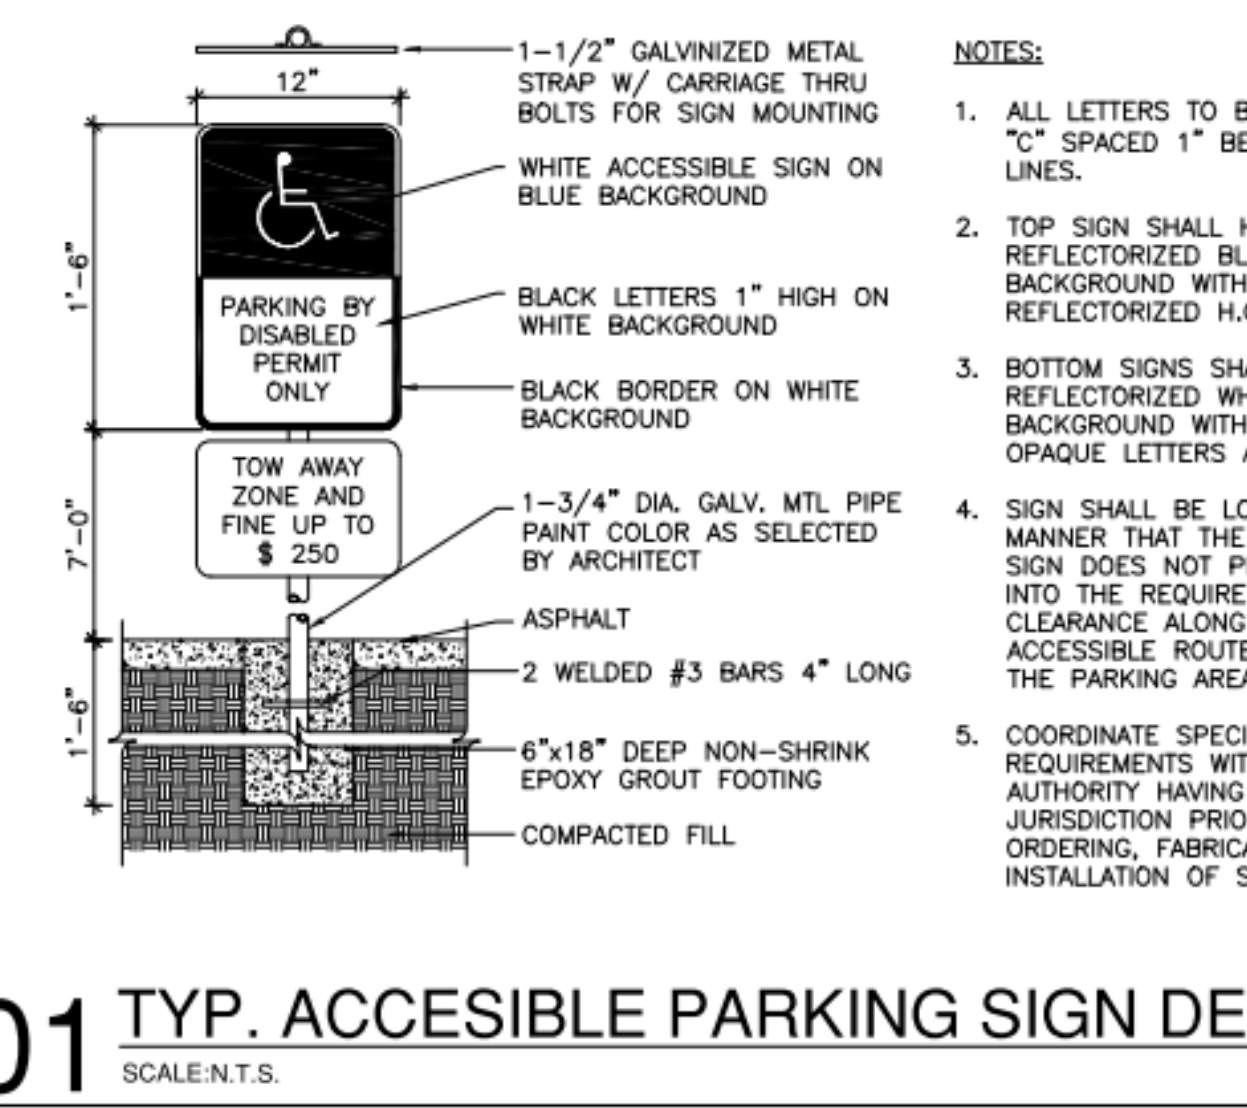 1-1/2" GALVINIZED METAL
STRAP W/ CARRIAGE THRU
BOLTS FOR SIGN MOUNTING
12"
WHITE ACCESSIBLE SIGN ON
BLUE BACKGROUND
1'-6"
PARKING BY
DISABLED
PERMIT
ONLY
BLACK LETTERS 1" HIGH ON
WHITE BACKGROUND
BLACK BORDER ON WHITE
BACKGROUND
TOW AWAY
ZONE AND
FINE UP TO
$ 250
7'-0"
1-3/4" DIA. GALV. MTL PIPE
PAINT COLOR AS SELECTED
BY ARCHITECT
ASPHALT
2 WELDED #3 BARS 4" LONG
1'-6"
6"x18" DEEP NON-SHRINK
EPOXY GROUT FOOTING
COMPACTED FILL
NOTES:
1. ALL LETTERS TO
"C" SPACED 1"
LINES.
2. TOP SIGN SHALL
REFLECTORIZED
BACKGROUND WITH
REFLECTORIZED
3. BOTTOM SIGNS
REFLECTORIZED
BACKGROUND WITH
OPAQUE LETTERS
4. SIGN SHALL BE
MANNER THAT THE
SIGN DOES NOT
INTO THE
CLEARANCE ALONG
ACCESSIBLE
THE PARKING
5. COORDINATE
REQUIREMENTS
AUTHORITY HAVING
JURISDICTION
ORDERING,
INSTALLATION OF
01 TYP. ACCESIBLE PARKING SIGN
SCALE:N.T.S.